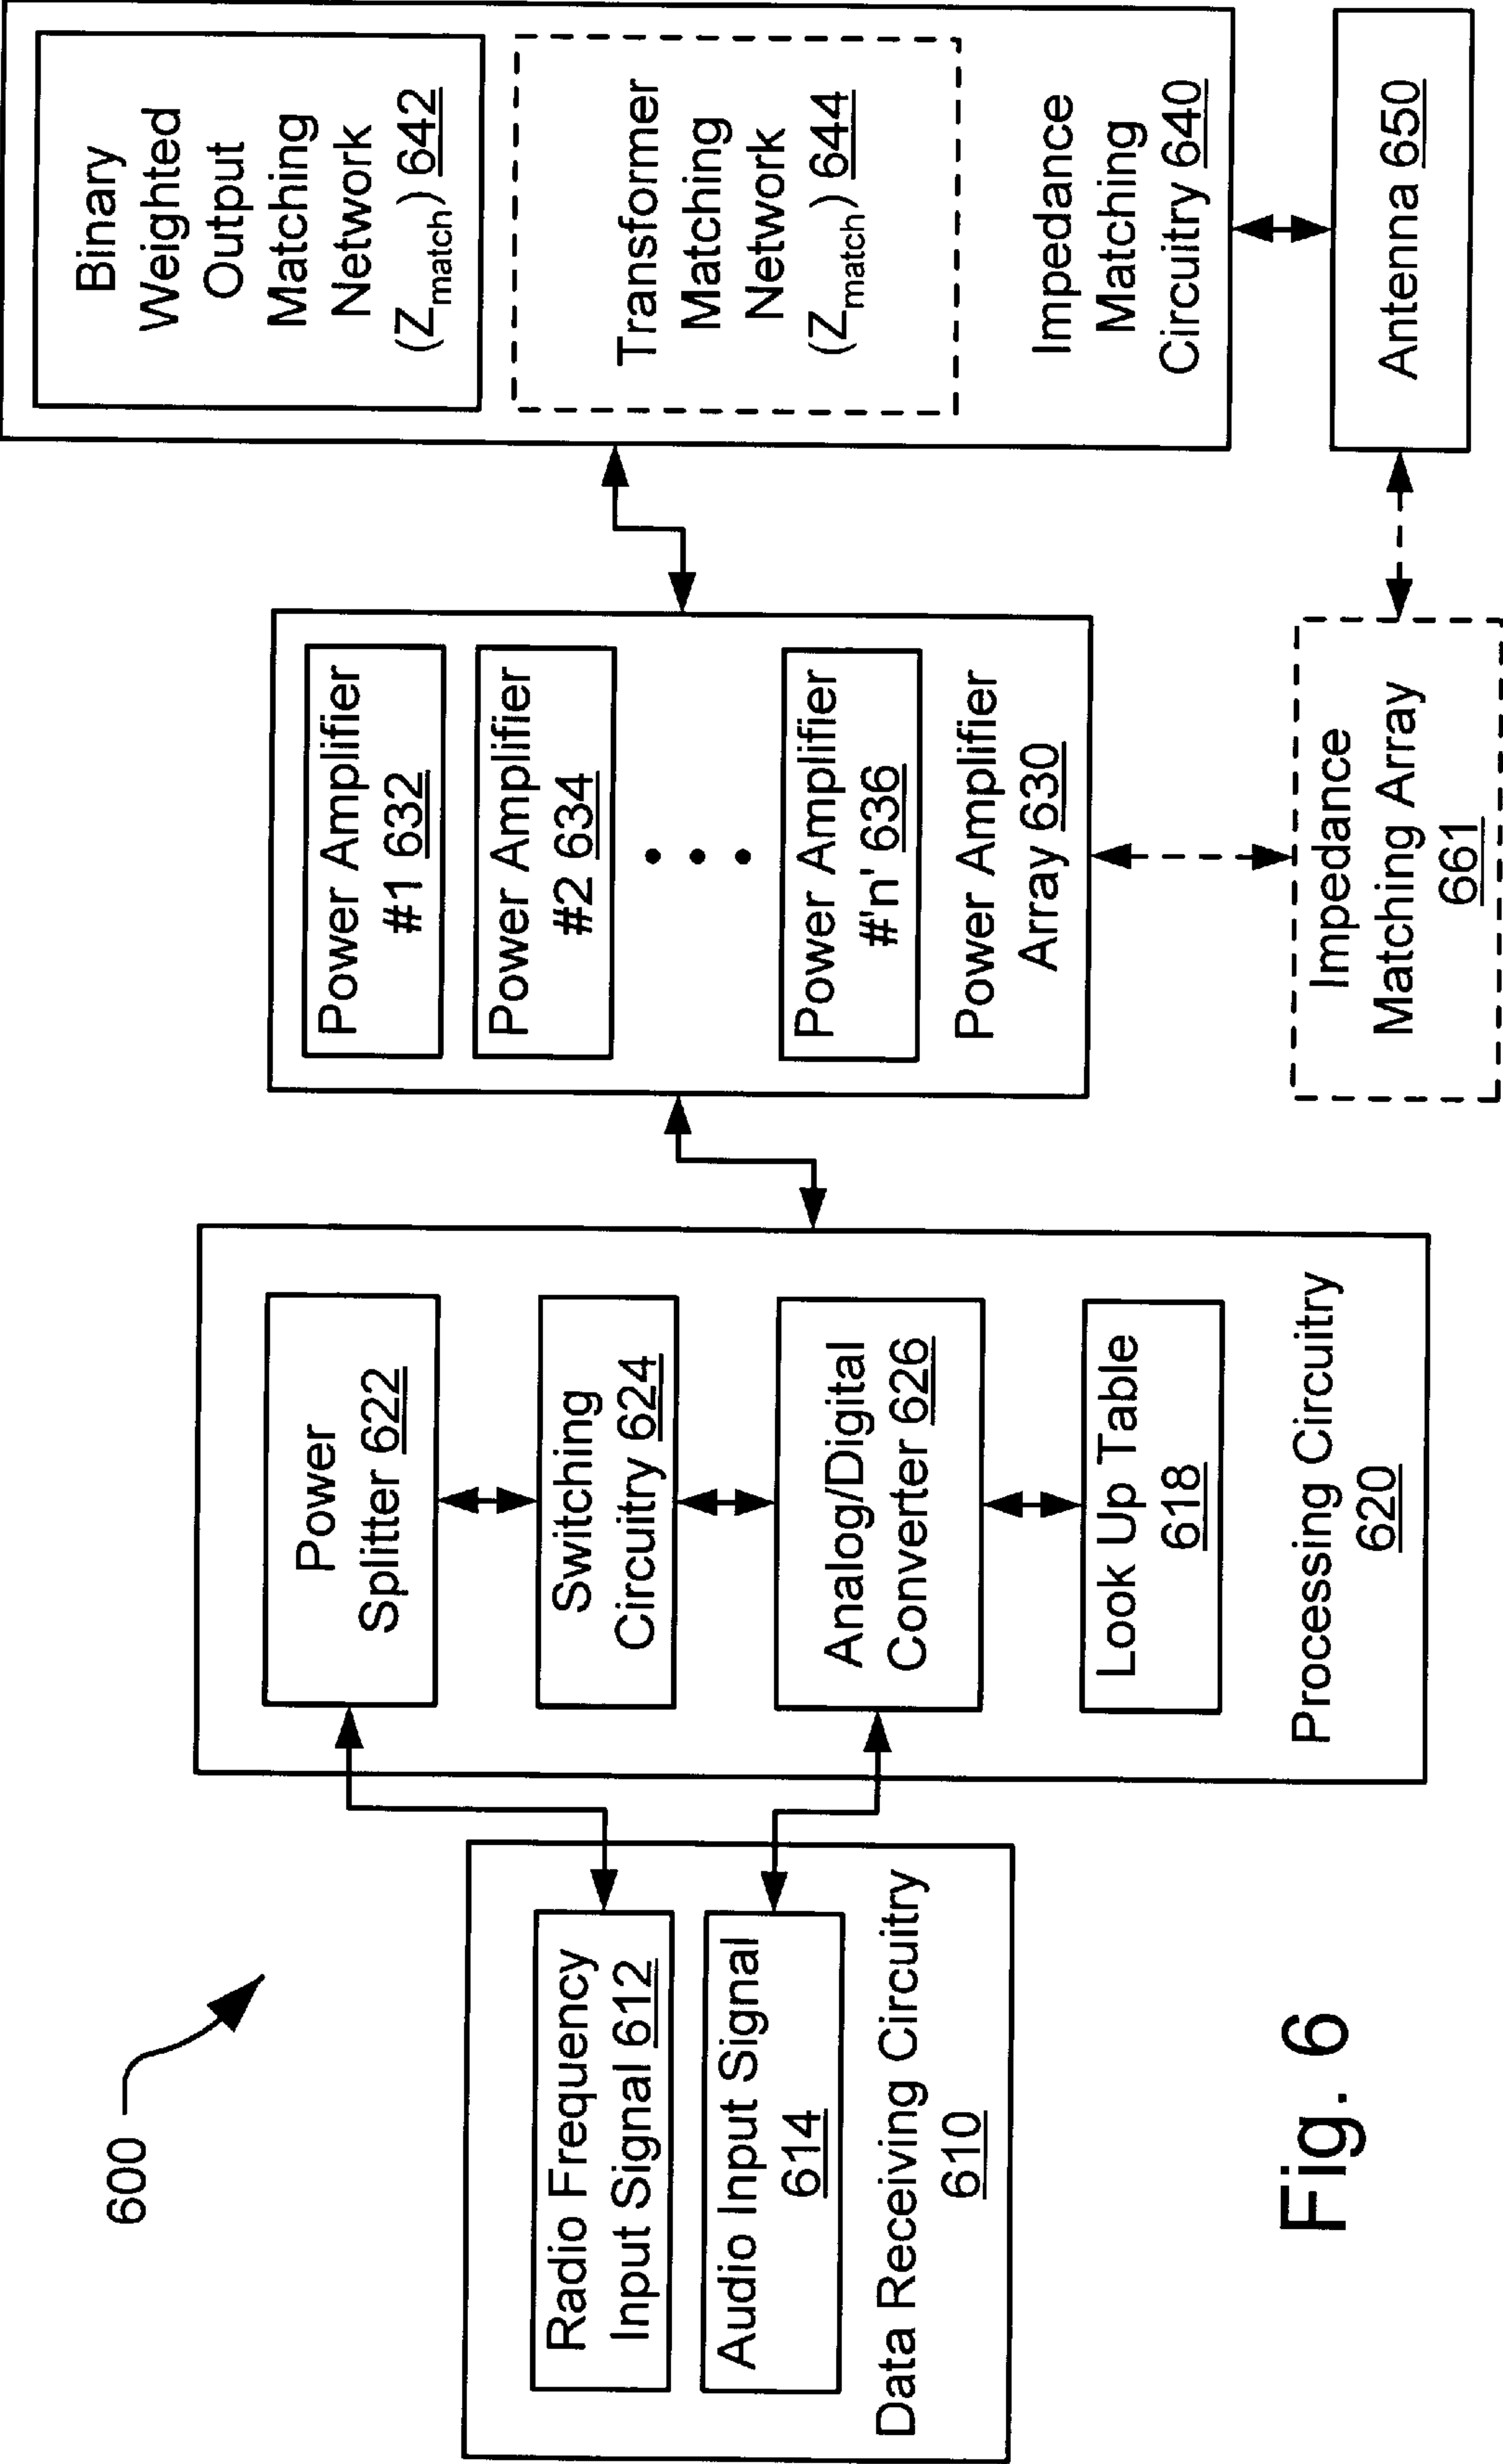 600
Radio Frequency
Input Signal 612
Audio Input Signal
614
Data Receiving Circuitry
610
Power
Splitter 622
Switching
Circuitry 624
Analog/Digital
Converter 626
Look Up Table
618
Processing Circuitry
620
Power Amplifier
#1 632
Power Amplifier
#2 634
Power Amplifier
#'n' 636
Power Amplifier
Array 630
Impedance
Matching Array
661
Binary
Weighted
Output
Matching
Network
(Zmatch) 642
Transformer
Matching
Network
(Zmatch) 644
Impedance
Matching
Circuitry 640
Antenna 650
Fig. 6